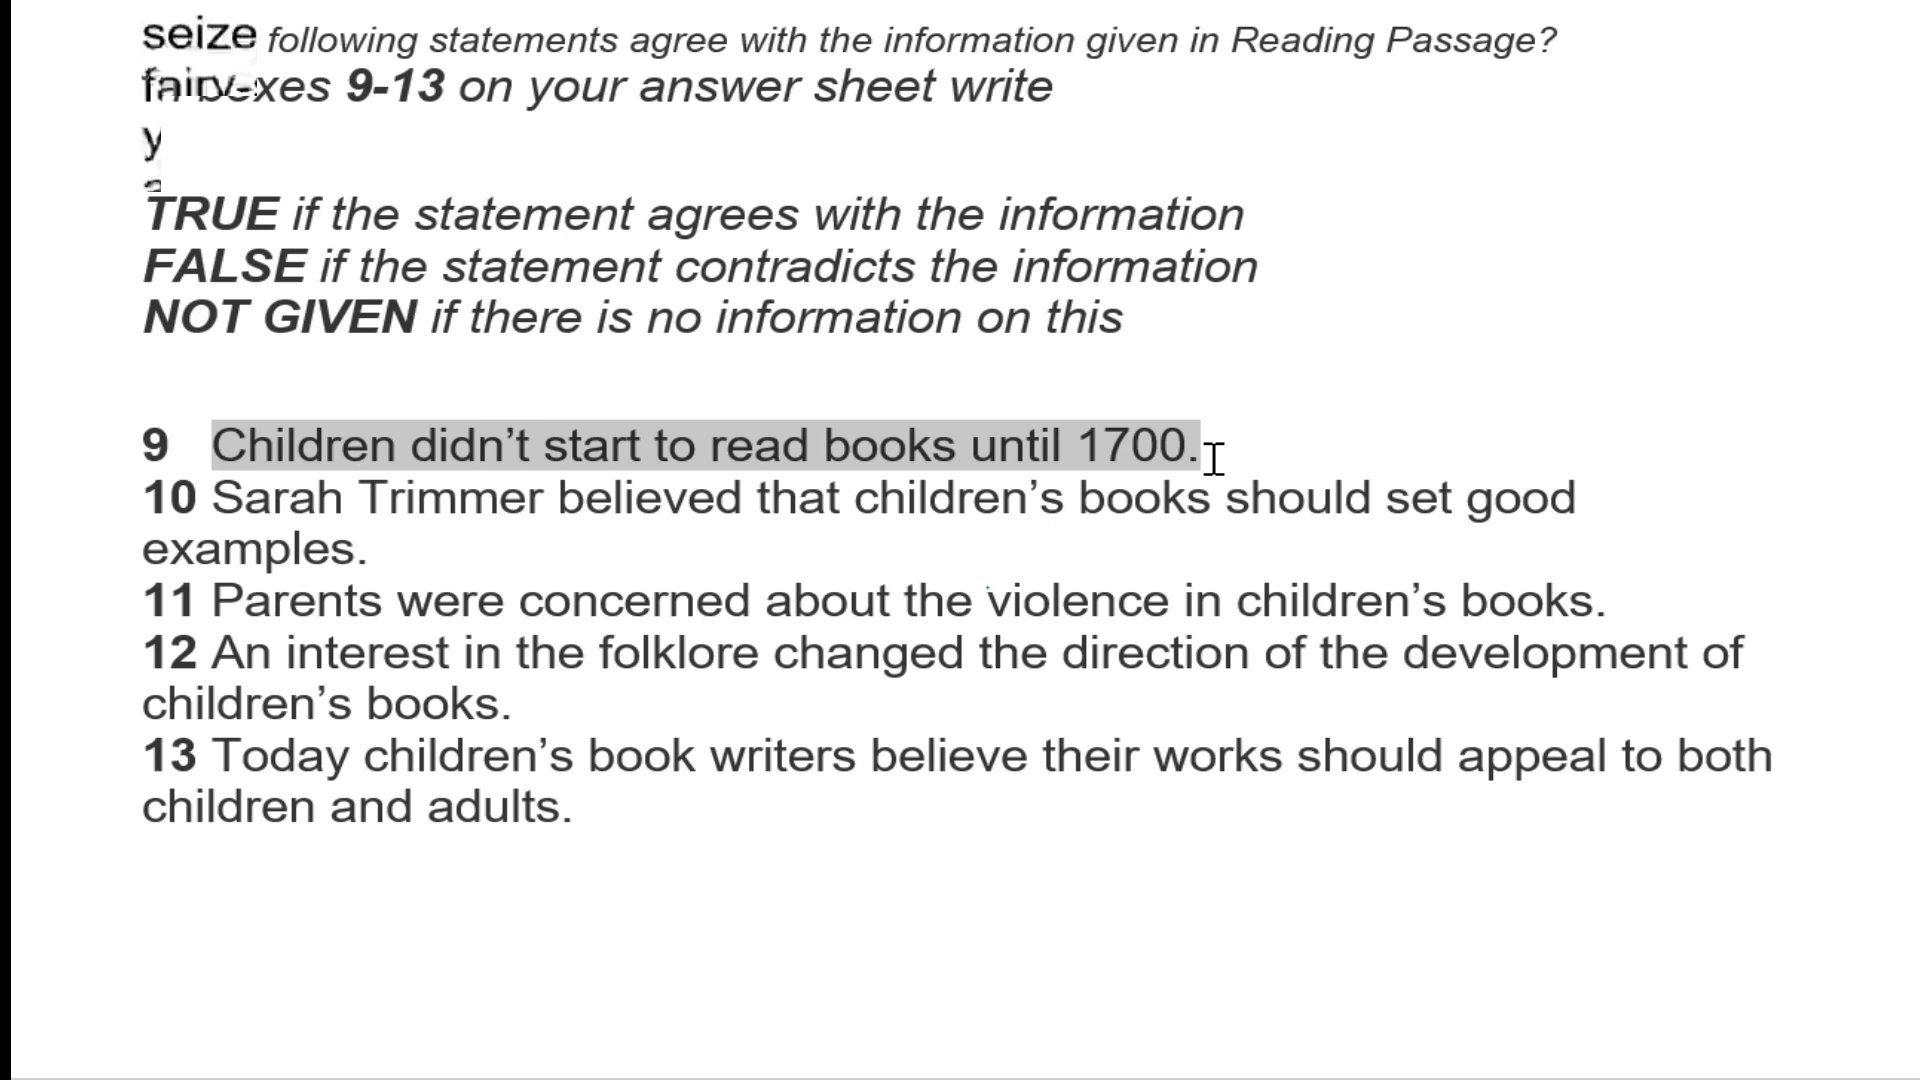 seize following statements agree with the information given in Reading Passage?
xes 9-13 on your answer sheet write
y
TRUE if the statement agrees with the information
FALSE if the statement contradicts the information
NOT GIVEN if there is no information on this
9 Children didn’t start to read books until 1700.
10 Sarah Trimmer believed that children’s books should set good
examples.
11 Parents were concerned about the violence in children’s books.
12 An interest in the folklore changed the direction of the development of
children’s books.
13 Today children’s book writers believe their works should appeal to both
children and adults.